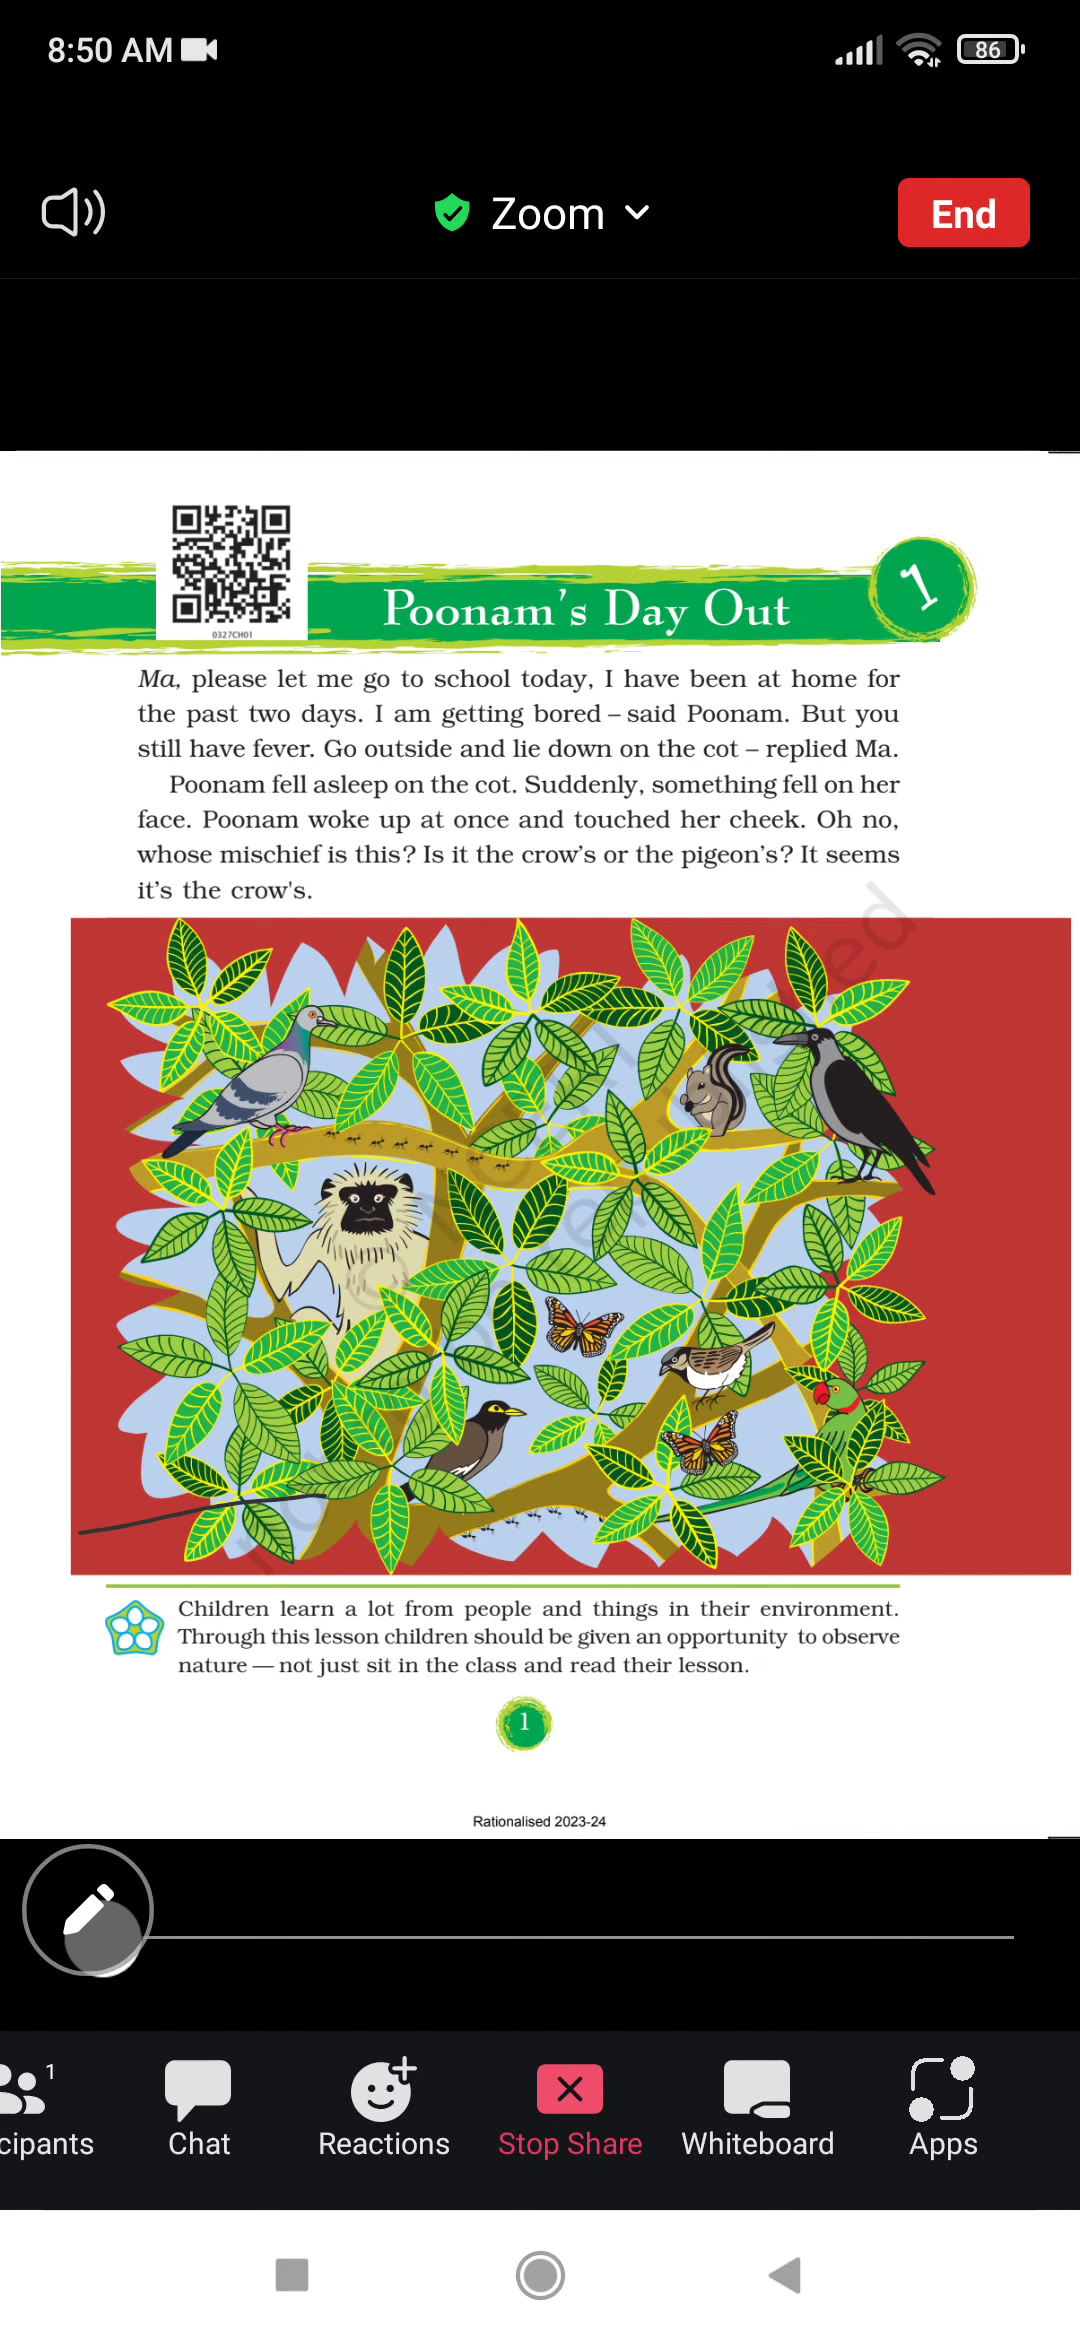 8:50 AM
86
Zoom
End
0327CH01
Poonam's Day Out
1
Ma, please let me go to school today, I have been at home for
the past two days. I am getting bored – said Poonam. But you
still have fever. Go outside and lie down on the cot – replied Ma.
Poonam fell asleep on the cot. Suddenly, something fell on her
face. Poonam woke up at once and touched her cheek. Oh no,
whose mischief is this? Is it the crow's or the pigeon's? It seems
it's the crow's.
Children learn a lot from people and things in their environment.
Through this lesson children should be given an opportunity to observe
nature — not just sit in the class and read their lesson.
1
Rationalised 2023-24
1
cipants
Chat
Reactions
Stop Share
Whiteboard
Apps